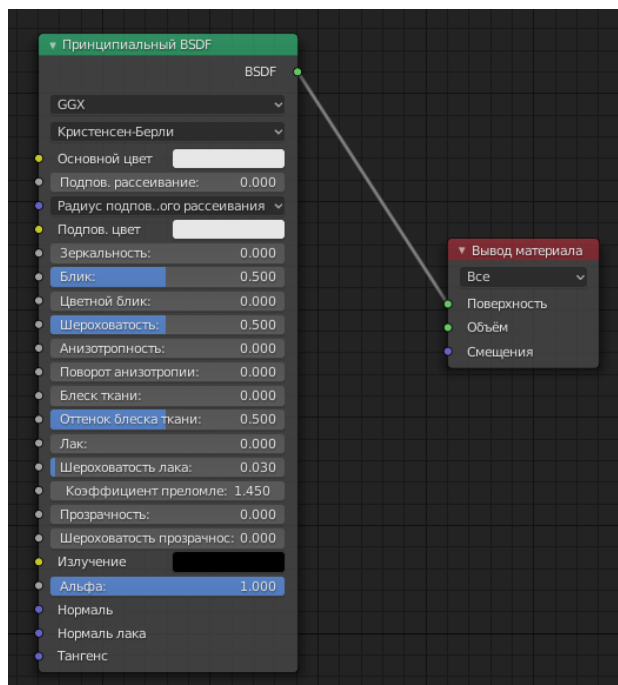 Принципиальный BSDF
BSDF
GGX
Кристенсен-Берли
Основной цвет
Подпов. рассеивание: 0.000
Радиус подпов..ого рассеивания
Подпов. цвет
Зеркальность: 0.000
Блик: 0.500
Цветной блик: 0.000
Шероховатость: 0.500
Анизотропность: 0.000
Поворот анизотропии: 0.000
Блеск ткани: 0.000
Оттенок блеска ткани: 0.500
Лак: 0.000
Шероховатость лака: 0.030
Коэффициент преломле: 1.450
Прозрачность: 0.000
Шероховатость прозрачнос: 0.000
Излучение
Альфа: 1.000
Нормаль
Нормаль лака
Тангенс
Вывод материала
Все
Поверхность
Объём
Смещения